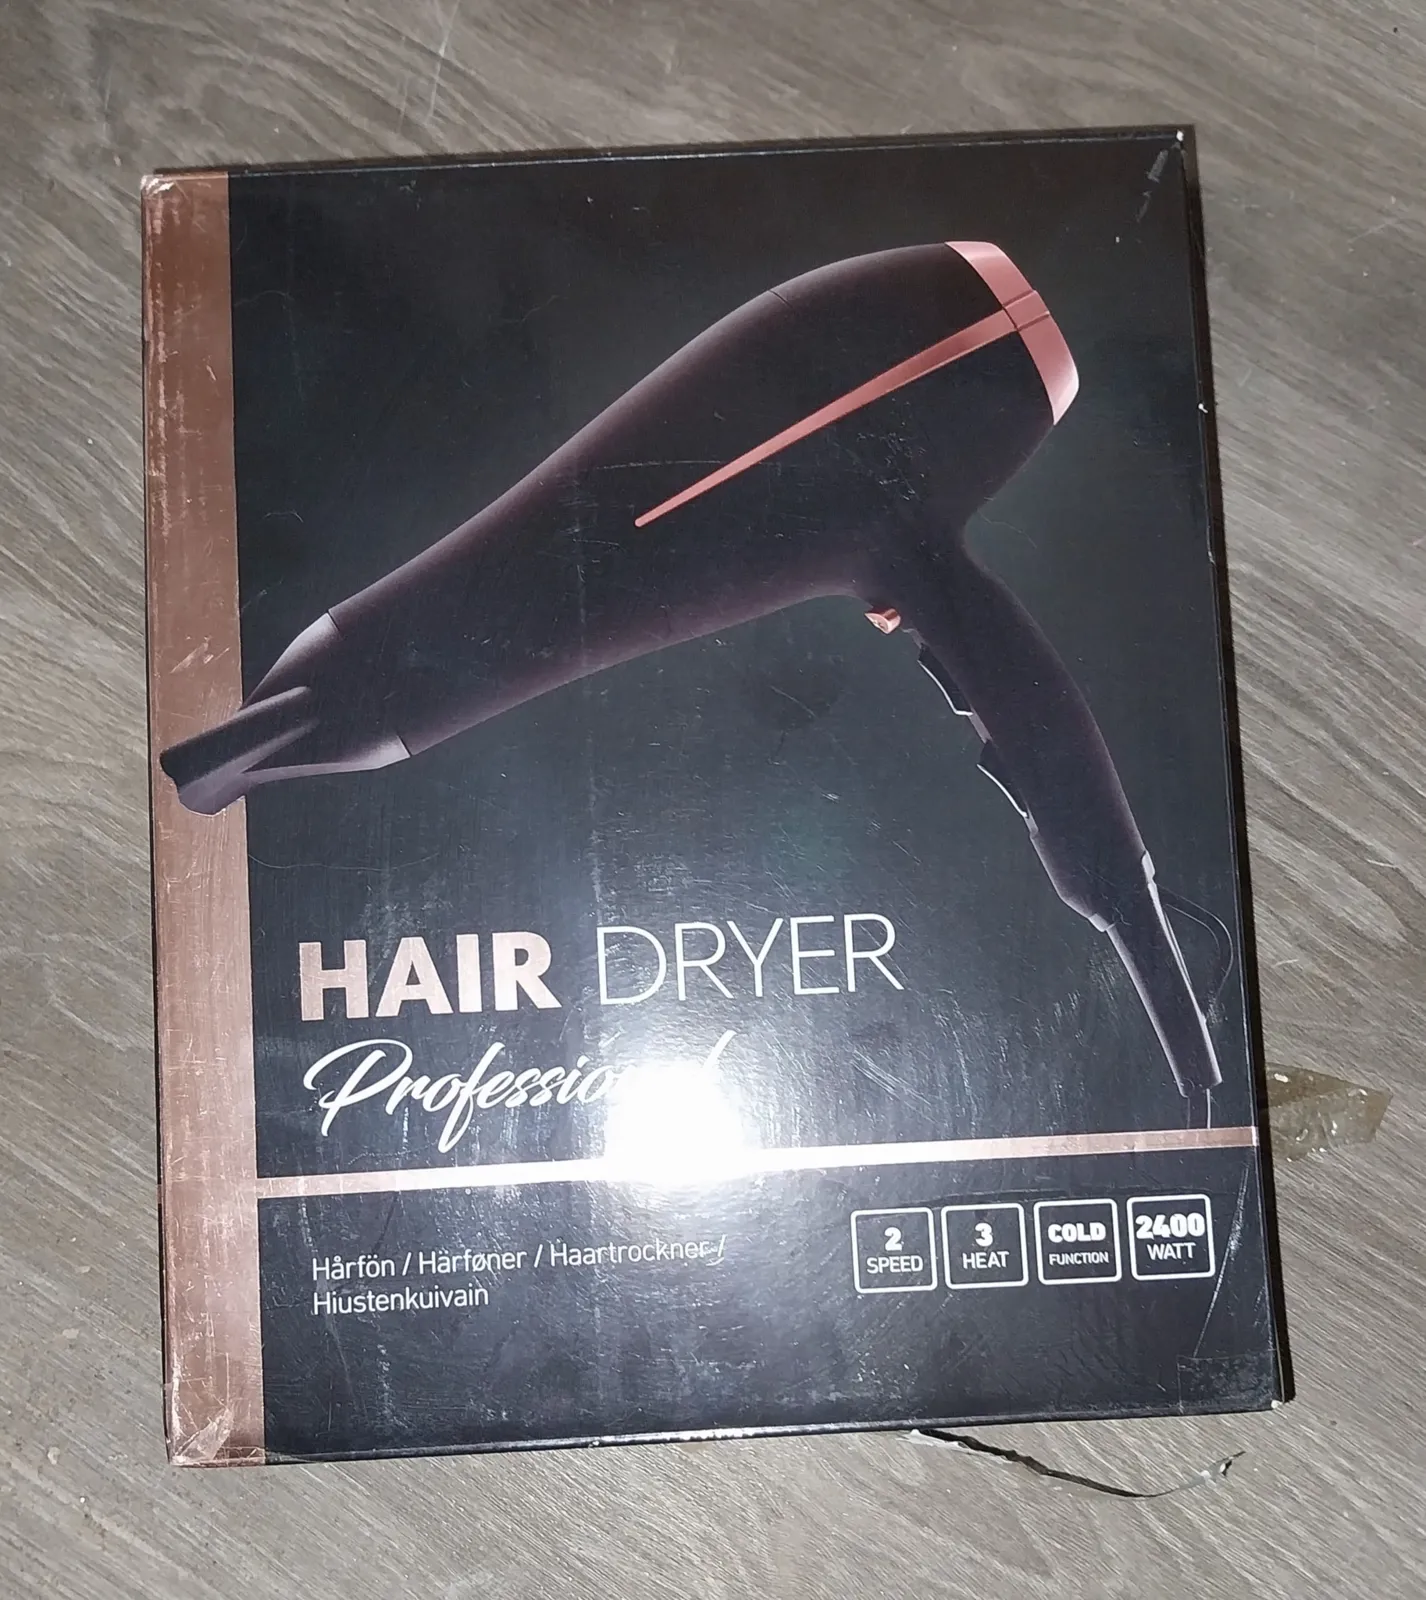 HAIR DRYER
Professional
Hårfön / Hårføner / Haartrockner /
Hiustenkuivain
2
SPEED
3
HEAT
COLD
FUNCTION
2400
WATT